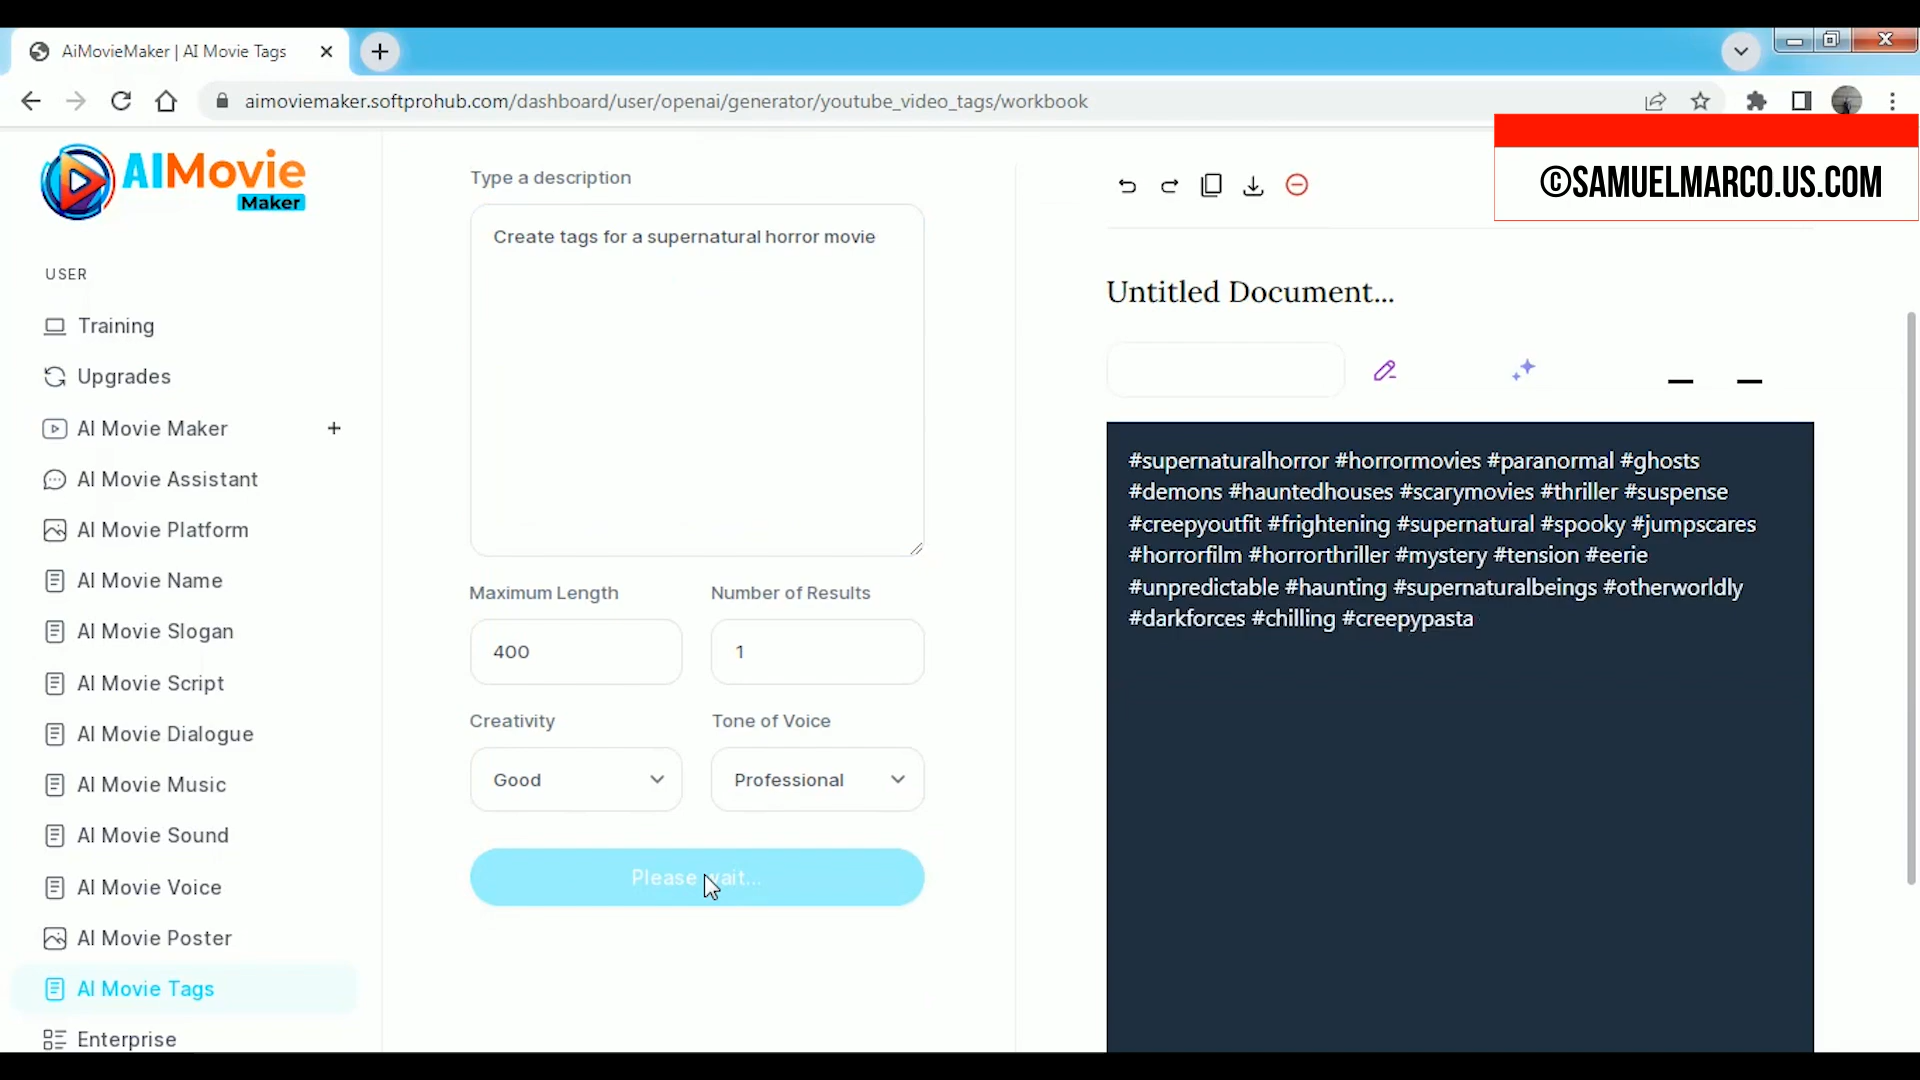 AiMovieMaker | AI Movie Tags
aimoviemaker.softprohub.com/dashboard/user/openai/generator/youtube_video_tags/workbook
©SAMUELMARCO.US.COM
AIMovie
Maker
USER
Training
Upgrades
AI Movie Maker +
AI Movie Assistant
AI Movie Platform
AI Movie Name
AI Movie Slogan
AI Movie Script
AI Movie Dialogue
AI Movie Music
AI Movie Sound
AI Movie Voice
AI Movie Poster
AI Movie Tags
Enterprise
Type a description
Create tags for a supernatural horror movie
Maximum Length Number of Results
400 1
Creativity Tone of Voice
Good Professional
Please wait...
Untitled Document...
#supernaturalhorror #horrormovies #paranormal #ghosts
#demons #hauntedhouses #scarymovies #thriller #suspense
#creepyoutfit #frightening #supernatural #spooky #jumpscares
#horrorfilm #horrorthriller #mystery #tension #eerie
#unpredictable #haunting #supernaturalbeings #otherworldly
#darkforces #chilling #creepypasta